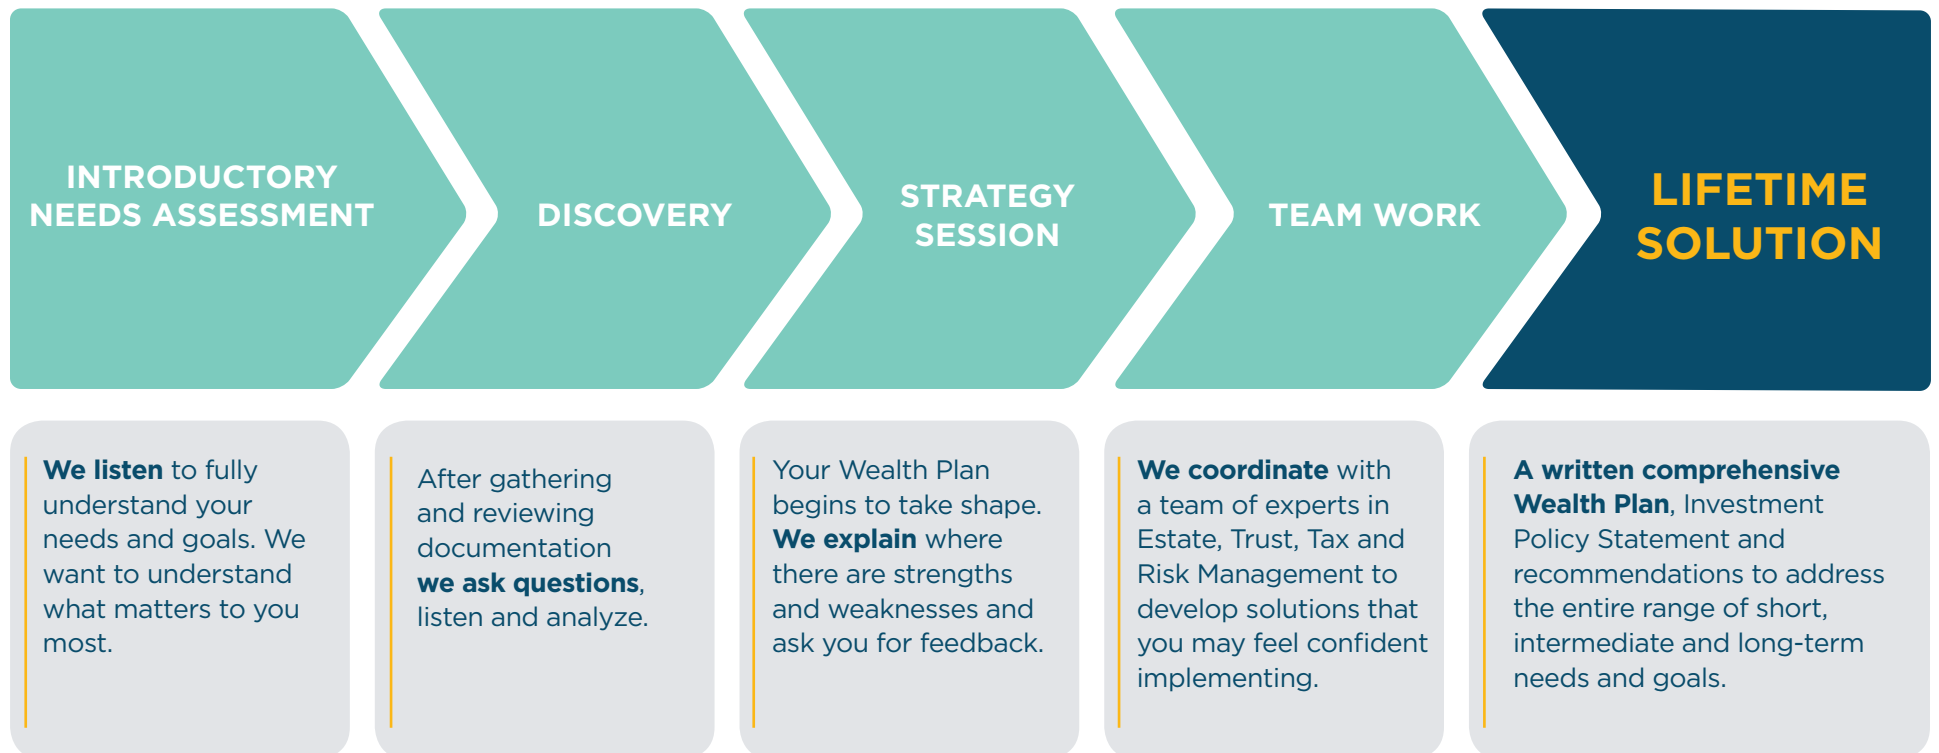 INTRODUCTORY
NEEDS ASSESSMENT
DISCOVERY
STRATEGY
SESSION
TEAM WORK
LIFETIME
SOLUTION
We listen to fully
understand your
needs and goals. We
want to understand
what matters to you
most.
After gathering
and reviewing
documentation
we ask questions,
listen and analyze.
Your Wealth Plan
begins to take shape.
We explain where
there are strengths
and weaknesses and
ask you for feedback.
We coordinate with
a team of experts in
Estate, Trust, Tax and
Risk Management to
develop solutions that
you may feel confident
implementing.
A written comprehensive
Wealth Plan, Investment
Policy Statement and
recommendations to address
the entire range of short,
intermediate and long-term
needs and goals.